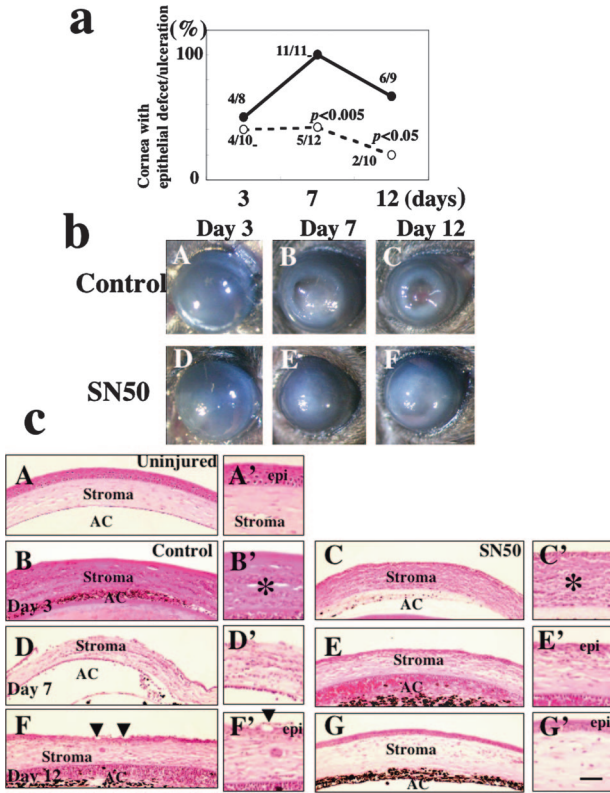 a
(%)
Cornea with
epithelial defcet/ulceration
100
0
4/8
11/11
6/9
4/10
5/12
2/10
p<0.005
p<0.05
3 7 12 (days)
b
Day 3 Day 7 Day 12
Control
A B C
SN50
D E F
c
A Uninjured
Stroma
AC
A' epi
Stroma
B Control
Stroma
AC
Day 3
B'
*
C SN50
Stroma
AC
C'
*
D
Stroma
AC
Day 7
D'
E
Stroma
AC
E' epi
F
Stroma
AC
Day 12
F' epi
G
Stroma
AC
G' epi